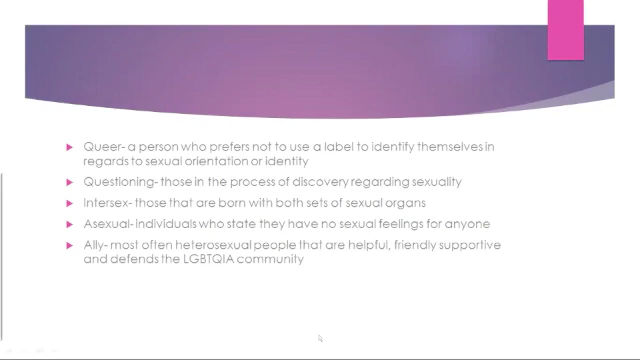 Queer- a person who prefers not to use a label to identify themselves in
regards to sexual orientation or identity
Questioning- those in the process of discovery regarding sexuality
Intersex- those that are born with both sets of sexual organs
Asexual- individuals who state they have no sexual feelings for anyone
Ally- most often heterosexual people that are helpful, friendly supportive
and defends the LGBTQIA community